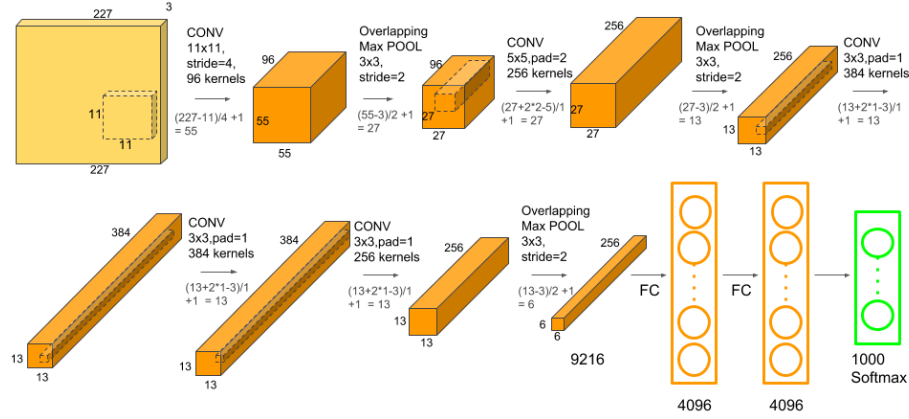 227
3
11
11
227
CONV
11x11,
stride=4,
96 kernels
(227-11)/4 +1
= 55
96
55
55
Overlapping
Max POOL
3x3,
stride=2
(55-3)/2 +1
= 27
96
27
27
CONV
5x5,pad=2
256 kernels
(27+2*2-5)/1
+1 = 27
256
27
27
Overlapping
Max POOL
3x3,
stride=2
(27-3)/2 +1
= 13
256
13
13
CONV
3x3,pad=1
384 kernels
(13+2*1-3)/1
+1 = 13
384
13
13
CONV
3x3,pad=1
384 kernels
(13+2*1-3)/1
+1 = 13
384
13
13
CONV
3x3,pad=1
256 kernels
(13+2*1-3)/1
+1 = 13
256
13
13
Overlapping
Max POOL
3x3,
stride=2
(13-3)/2 +1
= 6
256
6
6
9216
FC
4096
FC
4096
1000
Softmax